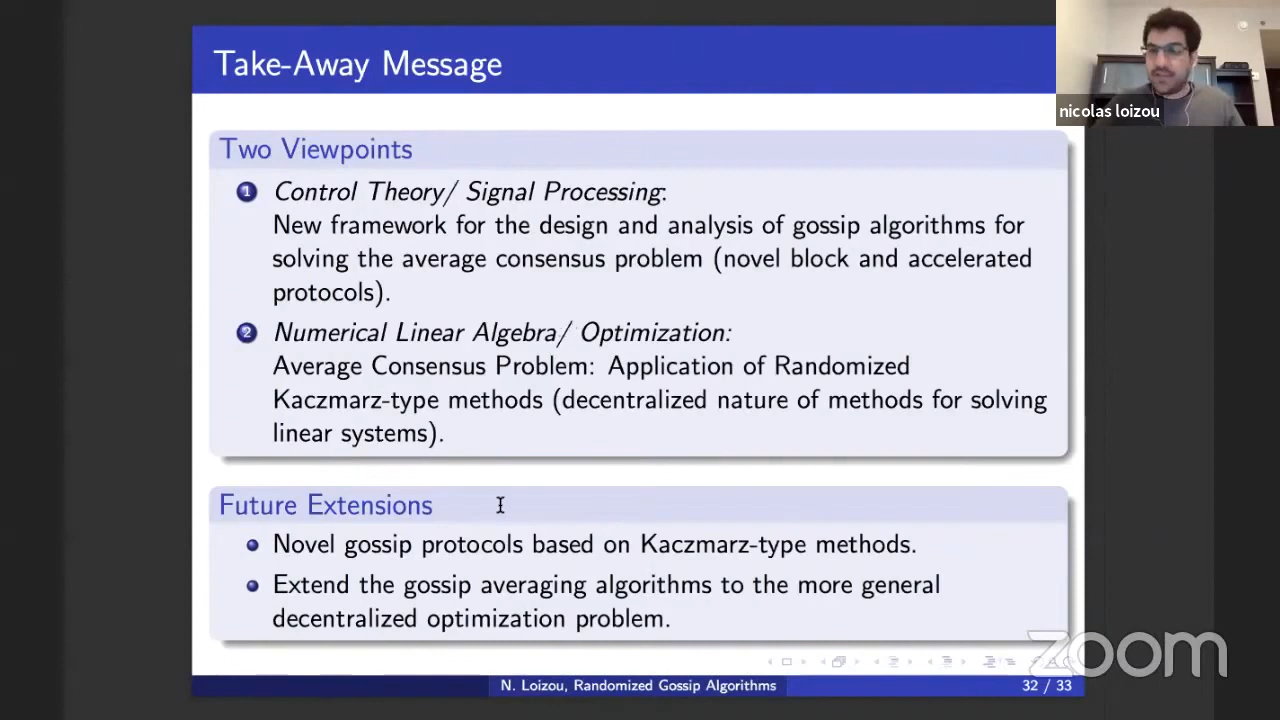 Take-Away Message
nicolas loizou
Two Viewpoints
1 Control Theory/ Signal Processing:
New framework for the design and analysis of gossip algorithms for
solving the average consensus problem (novel block and accelerated
protocols).
2 Numerical Linear Algebra/ Optimization:
Average Consensus Problem: Application of Randomized
Kaczmarz-type methods (decentralized nature of methods for solving
linear systems).
Future Extensions
Novel gossip protocols based on Kaczmarz-type methods.
Extend the gossip averaging algorithms to the more general
decentralized optimization problem.
zoom
N. Loizou, Randomized Gossip Algorithms
32 / 33